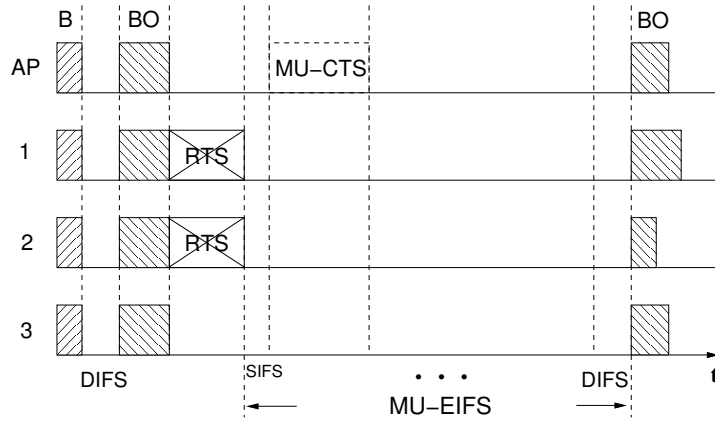 B BO BO
AP MU−CTS
1 RTS
2 RTS
3
DIFS SIFS • • • DIFS t
MU−EIFS